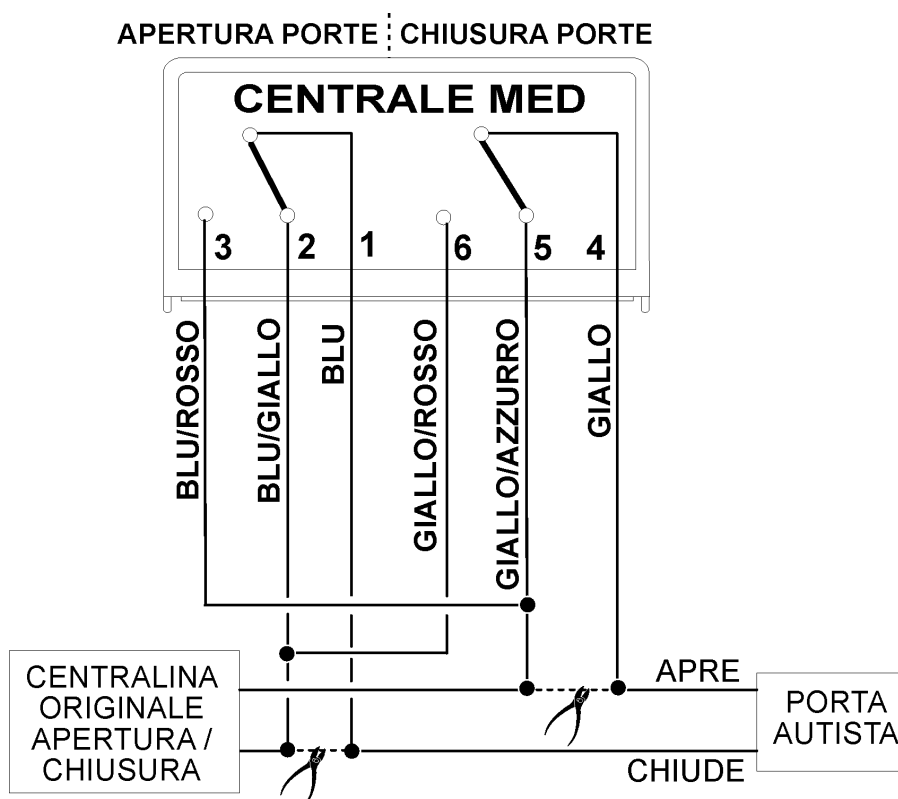 APERTURA PORTE CHIUSURA PORTE
CENTRALE MED
3 2 1 6 5 4
BLU/ROSSO
BLU/GIALLO
BLU
GIALLO/ROSSO
GIALLO/AZZURRO
GIALLO
CENTRALINA
ORIGINALE
APERTURA /
CHIUSURA
APRE
CHIUDE
PORTA
AUTISTA